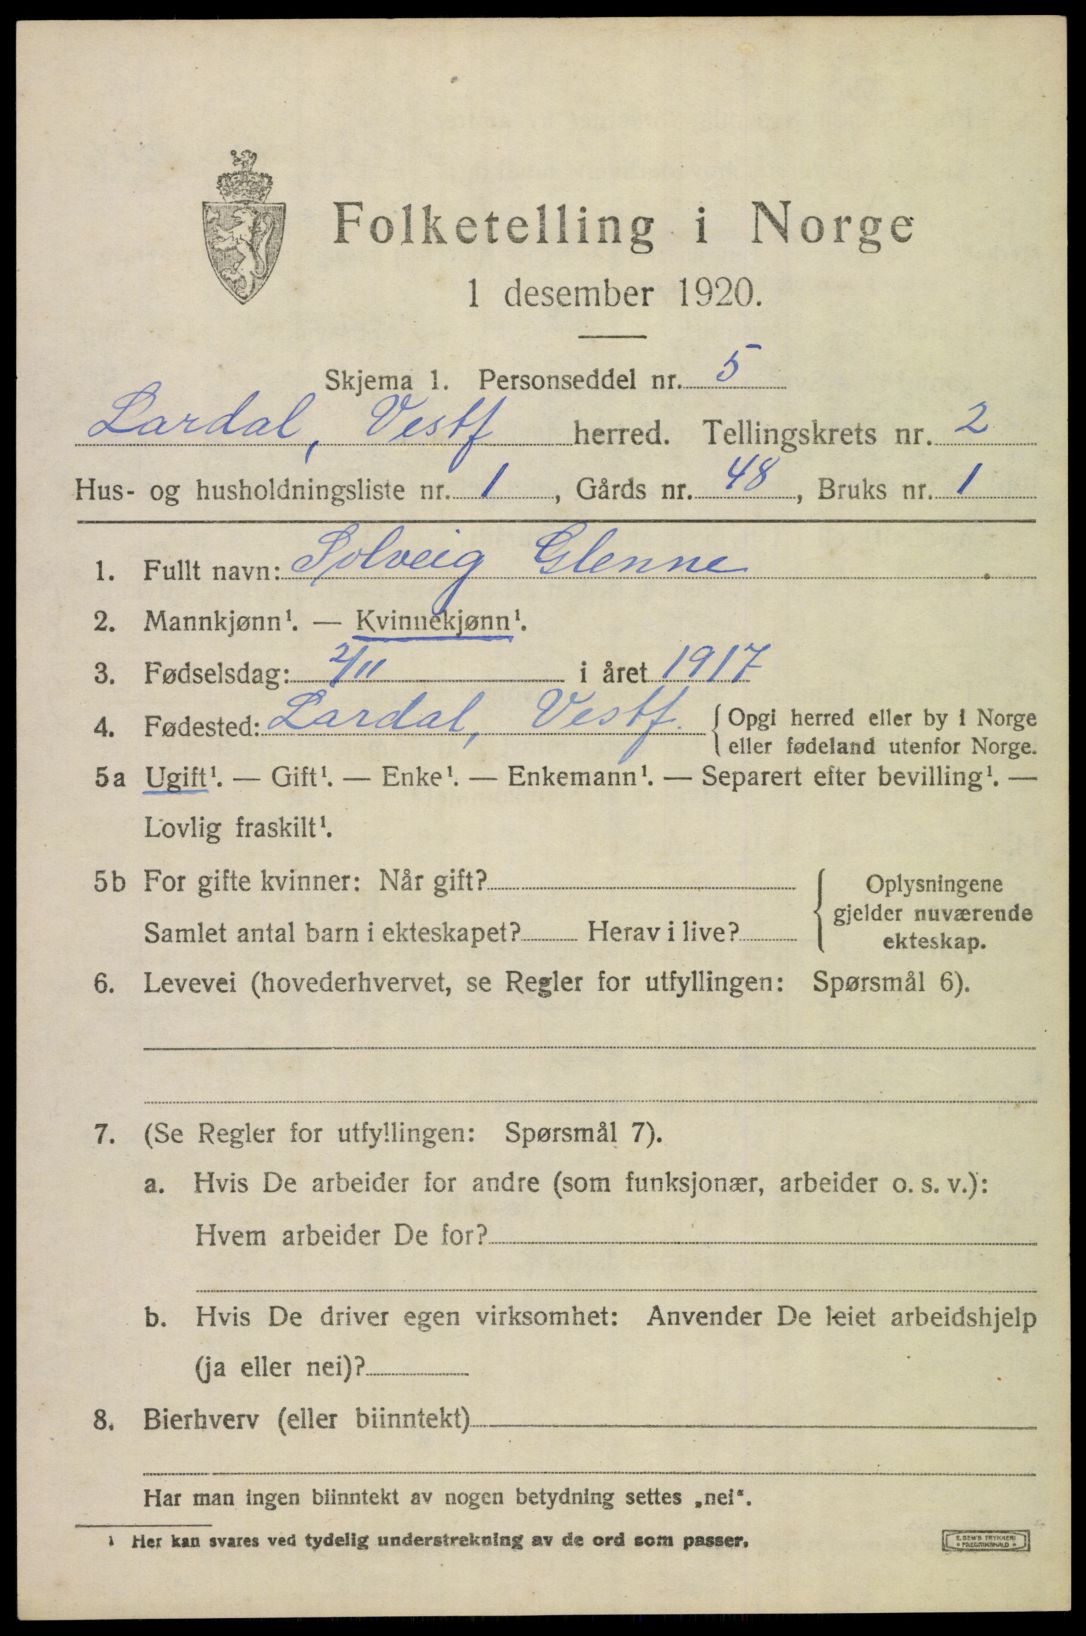 Folketelling i Norge
1 desember 1920.
Skjema 1. Personseddel nr. 5
Lardal, Vestf herred. Tellingskrets nr. 2
Hus- og husholdningsliste nr. 1, Gårds nr. 48, Bruks nr. 1
1. Fullt navn: Solveig Glenne
2. Mannkjønn¹. — Kvinnekjønn¹.
3. Fødselsdag: 2/11 i året 1917
4. Fødested: Lardal, Vestf. { Opgi herred eller by i Norge
eller fødeland utenfor Norge.
5a Ugift¹. — Gift¹. — Enke¹. — Enkemann¹. — Separert efter bevilling¹. —
Lovlig fraskilt¹.
5b For gifte kvinner: Når gift? { Oplysningene
gjelder nuværende
Samlet antal barn i ekteskapet? Herav i live? ekteskap.
6. Levevei (hovederhvervet, se Regler for utfyllingen: Spørsmål 6).
7. (Se Regler for utfyllingen: Spørsmål 7).
a. Hvis De arbeider for andre (som funksjonær, arbeider o. s. v.):
Hvem arbeider De for?
b. Hvis De driver egen virksomhet: Anvender De leiet arbeidshjelp
(ja eller nei)?
8. Bierhverv (eller biinntekt)
Har man ingen biinntekt av nogen betydning settes „nei“.
¹ Her kan svares ved tydelig understrekning av de ord som passer.